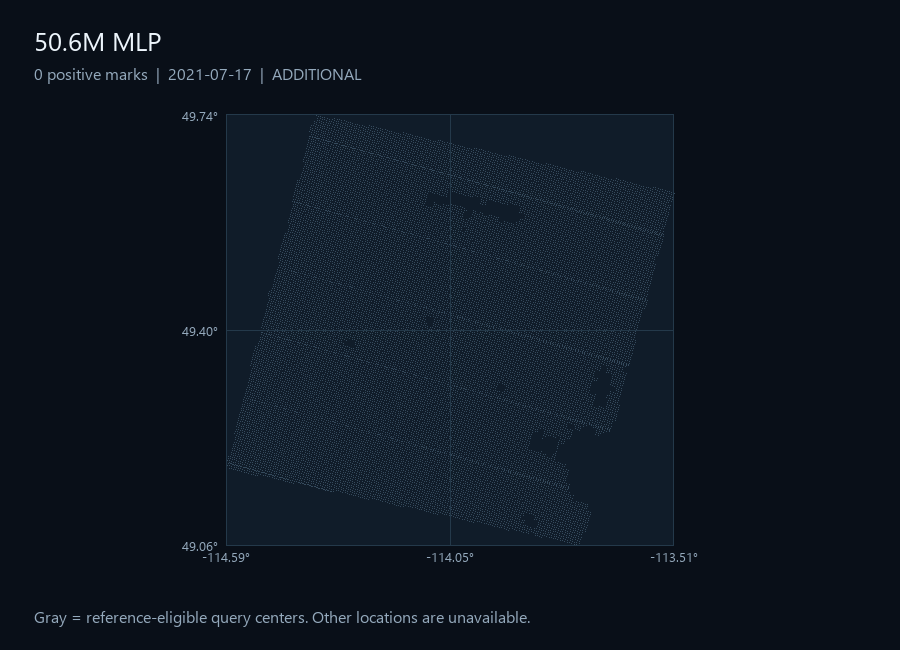 50.6M MLP
0 positive marks | 2021-07-17 | ADDITIONAL
49.74°
49.40°
49.06°
-114.59°
-114.05°
-113.51°
Gray = reference-eligible query centers. Other locations are unavailable.